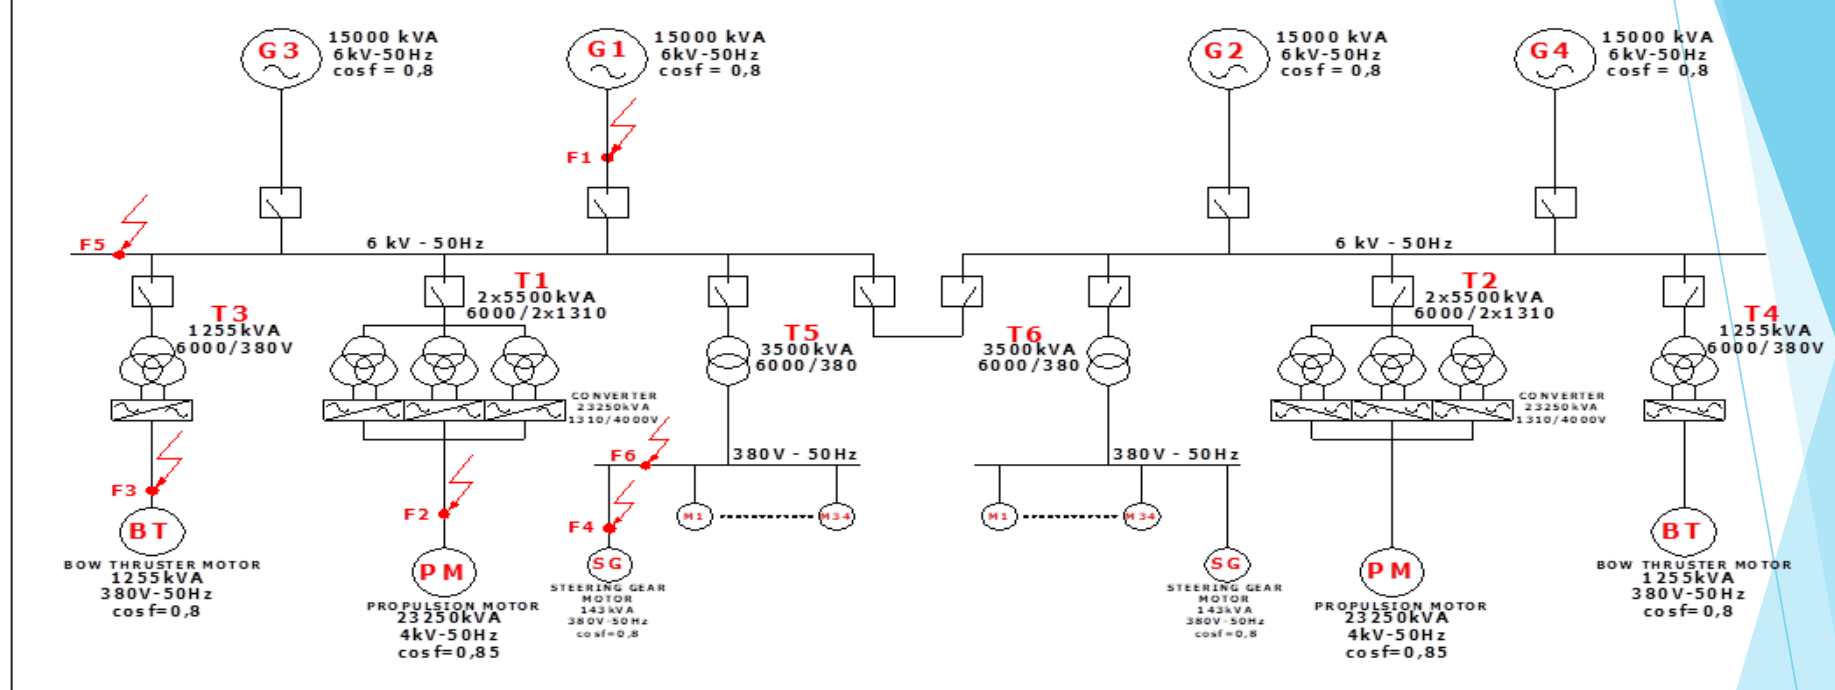 G3
15000 kVA
6kV-50Hz
cosf = 0,8
G1
15000 kVA
6kV-50Hz
cosf = 0,8
G2
15000 kVA
6kV-50Hz
cosf = 0,8
G4
15000 kVA
6kV-50Hz
cosf = 0,8
F1
F5
6 kV - 50Hz
6 kV - 50Hz
T3
1255kVA
6000/380V
T1
2x5500kVA
6000/2x1310
T5
3500kVA
6000/380
T6
3500kVA
6000/380
T2
2x5500kVA
6000/2x1310
T4
1255kVA
6000/380V
CONVERTER
23250kVA
1310/4000V
CONVERTER
23250kVA
1310/4000V
F6
380V - 50Hz
380V - 50Hz
F3
F2
F4
M1
M34
M1
M34
BT
BOW THRUSTER MOTOR
1255kVA
380V-50Hz
cosf=0,8
PM
PROPULSION MOTOR
23250kVA
4kV-50Hz
cosf=0,85
SG
STEERING GEAR
MOTOR
143kVA
380V-50Hz
cosf=0,8
SG
STEERING GEAR
MOTOR
143kVA
380V-50Hz
cosf=0,8
PM
PROPULSION MOTOR
23250kVA
4kV-50Hz
cosf=0,85
BT
BOW THRUSTER MOTOR
1255kVA
380V-50Hz
cosf=0,8